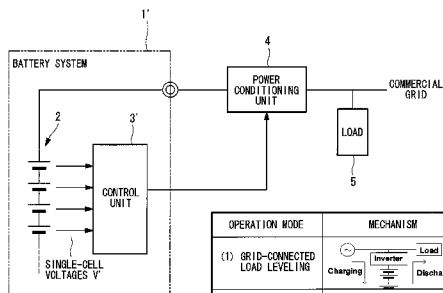 1'
BATTERY SYSTEM
4
POWER
CONDITIONING
UNIT
COMMERCIAL
GRID
2
3'
LOAD
5
CONTROL
UNIT
SINGLE-CELL
VOLTAGES V'
OPERATION MODE
MECHANISM
(1) GRID-CONNECTED
LOAD LEVELING
Load
Inverter
Charging